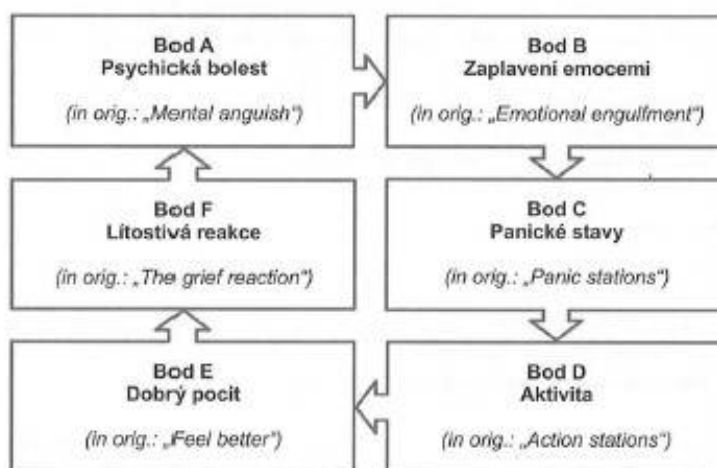 Bod A
Psychická bolest
(in orig.: „Mental anguish“)
Bod B
Zaplavení emocemi
(in orig.: „Emotional engulfment“)
Bod F
Lítostivá reakce
(in orig.: „The grief reaction“)
Bod C
Panické stavy
(in orig.: „Panic stations“)
Bod E
Dobrý pocit
(in orig.: „Feel better“)
Bod D
Aktivita
(in orig.: „Action stations“)